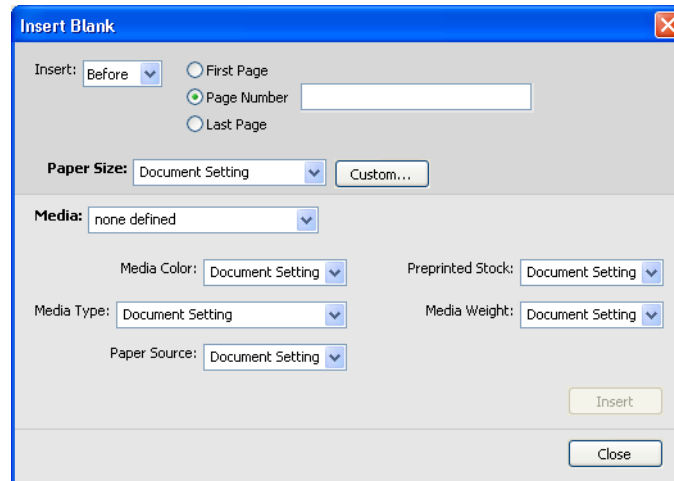 Insert Blank
Insert: Before
First Page
Page Number
Last Page
Paper Size: Document Setting Custom...
Media: none defined
Media Color: Document Setting Preprinted Stock: Document Setting
Media Type: Document Setting Media Weight: Document Setting
Paper Source: Document Setting
Insert
Close